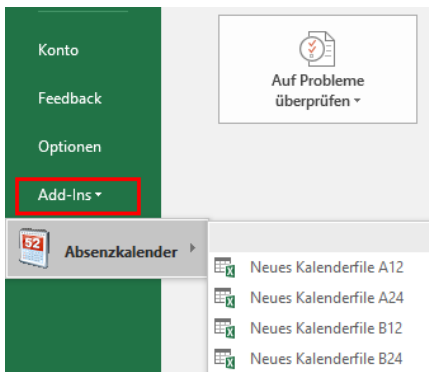 Konto
Auf Probleme
überprüfen
Feedback
Optionen
Add-Ins
52
Absenzkalender
Neues Kalenderfile A12
Neues Kalenderfile A24
Neues Kalenderfile B12
Neues Kalenderfile B24